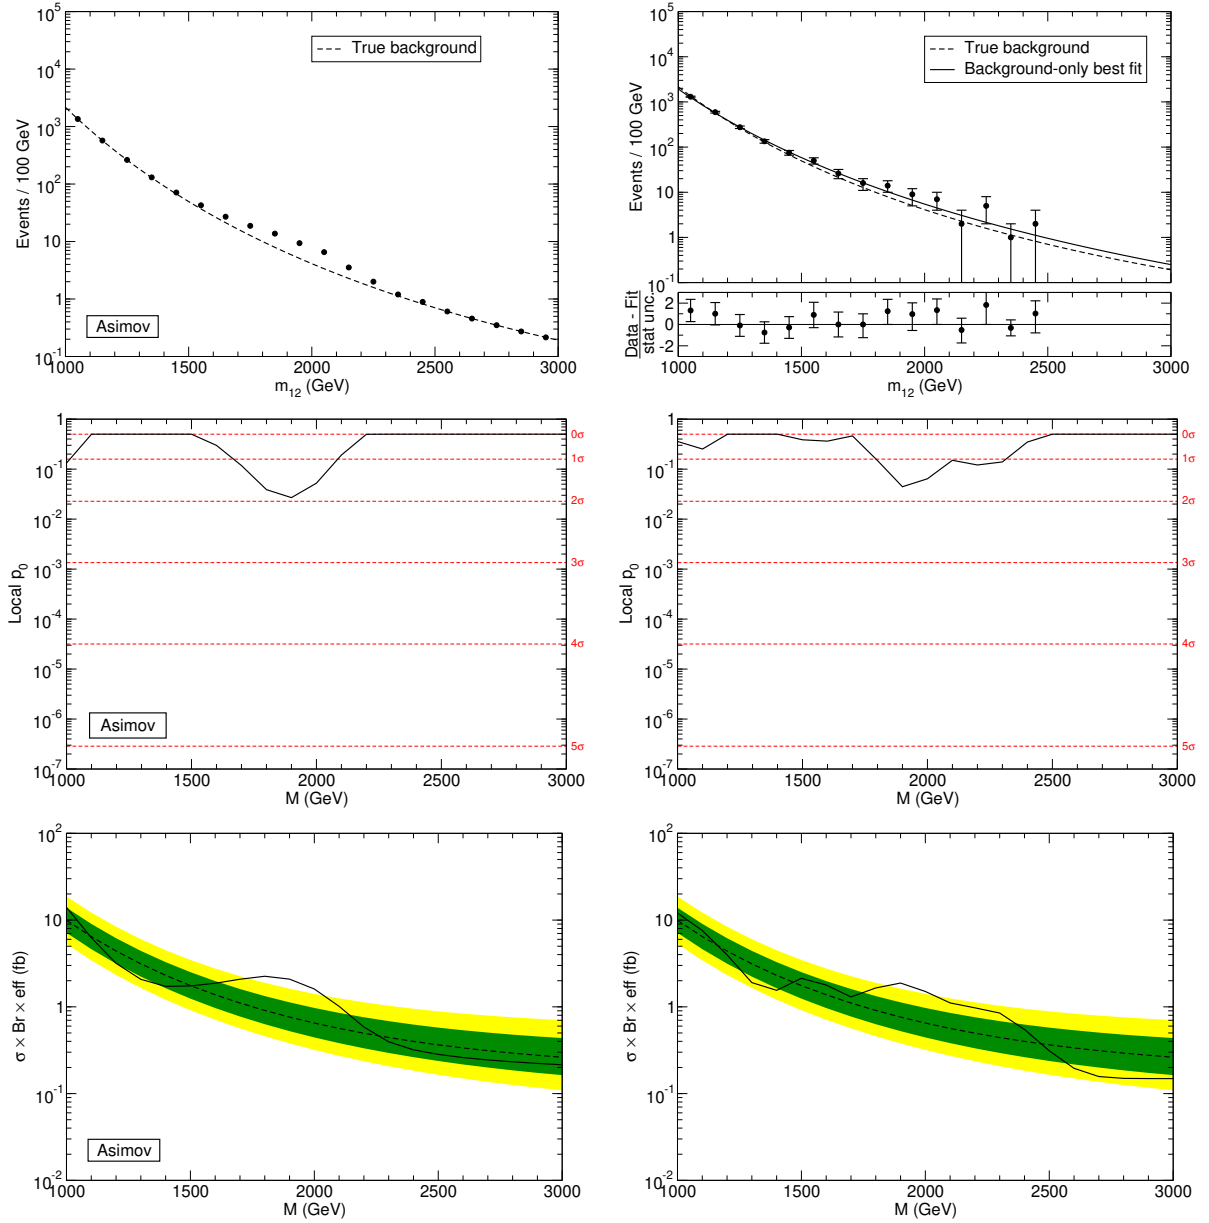 10^5
10^4
10^3
10^2
10
1
10^-1
Events / 100 GeV
True background
Asimov
1000 1500 2000 2500 3000
m_12 (GeV)
10^5
10^4
10^3
10^2
10
1
10^-1
Events / 100 GeV
True background
Background-only best fit
Data - Fit
stat unc.
2
0
-2
1000 1500 2000 2500 3000
m_12 (GeV)
1
10^-1
10^-2
10^-3
10^-4
10^-5
10^-6
10^-7
Local p_0
0σ
1σ
2σ
3σ
4σ
5σ
Asimov
1000 1500 2000 2500 3000
M (GeV)
1
10^-1
10^-2
10^-3
10^-4
10^-5
10^-6
10^-7
Local p_0
0σ
1σ
2σ
3σ
4σ
5σ
1000 1500 2000 2500 3000
M (GeV)
10^2
10
1
10^-1
10^-2
σ × Br × eff (fb)
Asimov
1000 1500 2000 2500 3000
M (GeV)
10^2
10
1
10^-1
10^-2
σ × Br × eff (fb)
1000 1500 2000 2500 3000
M (GeV)